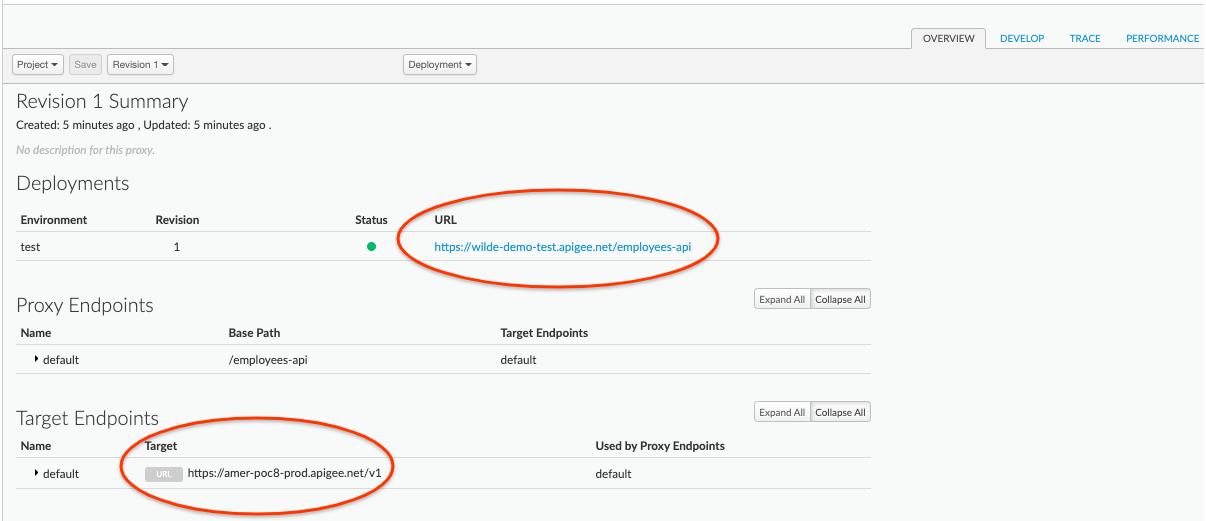 OVERVIEW DEVELOP TRACE PERFORMANCE
Project Save Revision 1 Deployment
Revision 1 Summary
Created: 5 minutes ago , Updated: 5 minutes ago .
No description for this proxy.
Deployments
Environment Revision Status URL
test 1 https://wilde-demo-test.apigee.net/employees-api
Proxy Endpoints Expand All Collapse All
Name Base Path Target Endpoints
default /employees-api default
Target Endpoints Expand All Collapse All
Name Target Used by Proxy Endpoints
default URL https://amer-poc8-prod.apigee.net/v1 default